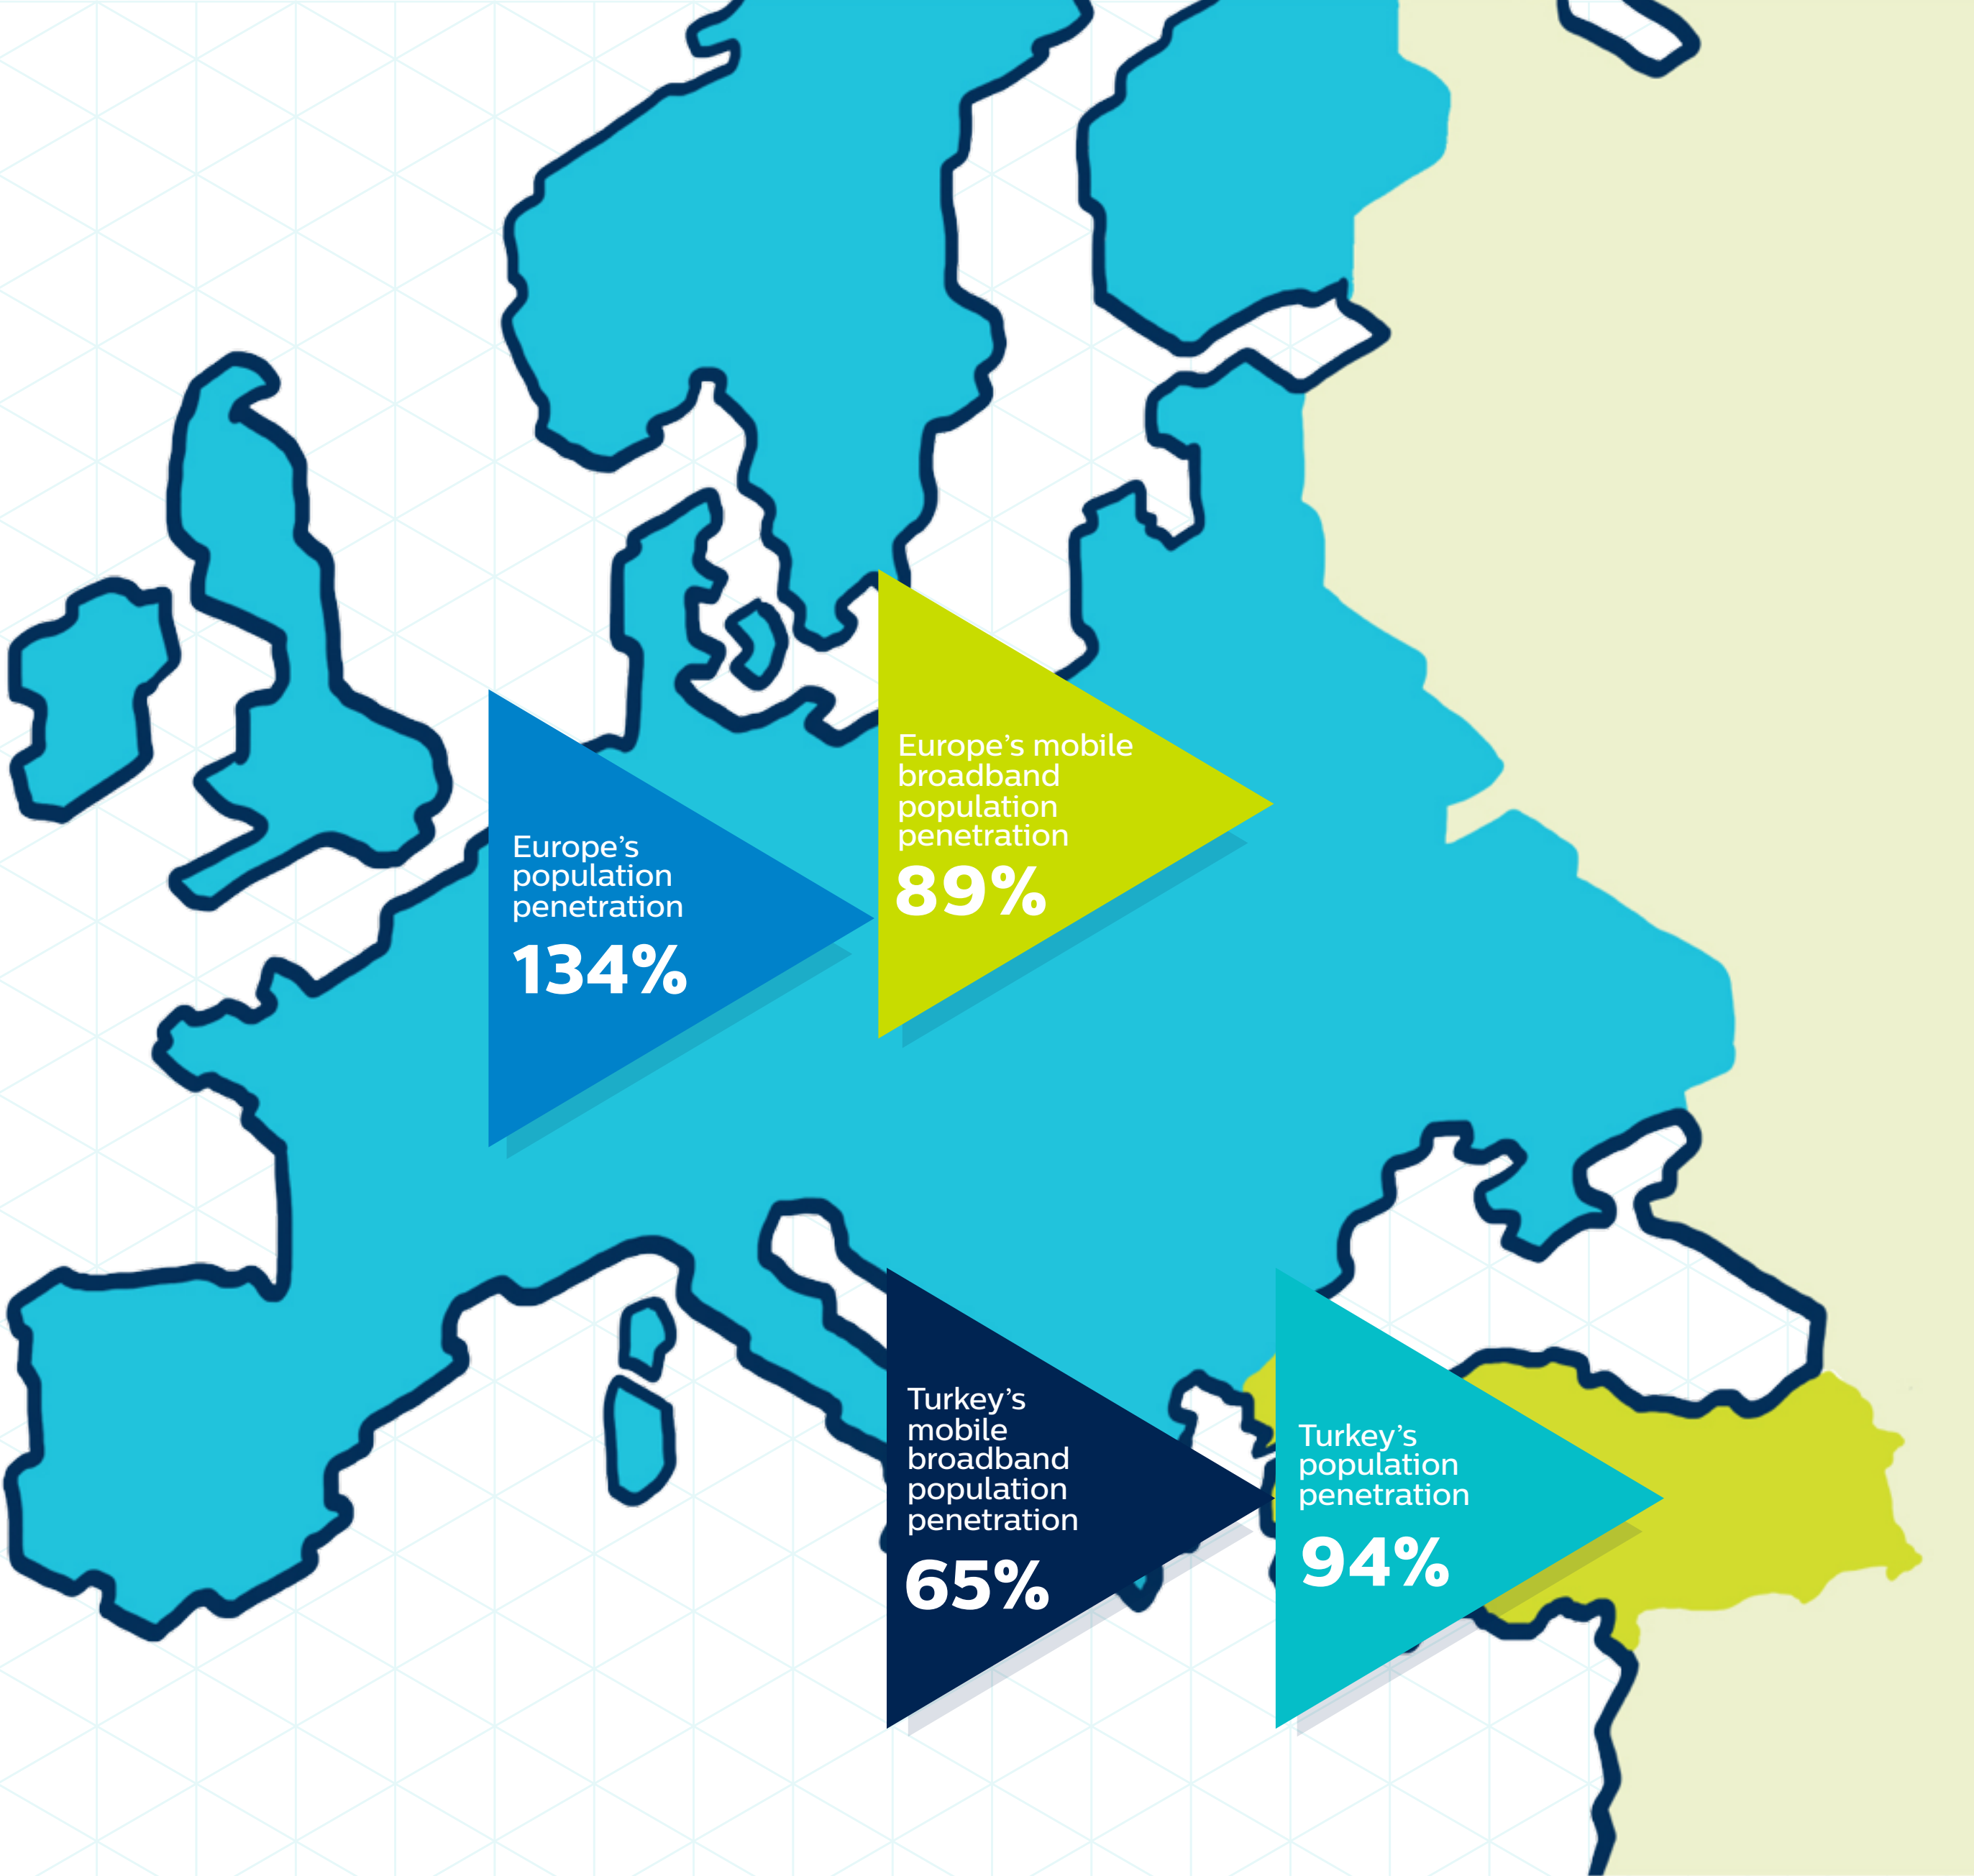 Europe’s mobile
broadband
population
penetration
89%
Europe’s
population
penetration
134%
Turkey’s
mobile
broadband
population
penetration
65%
Turkey’s
population
penetration
94%